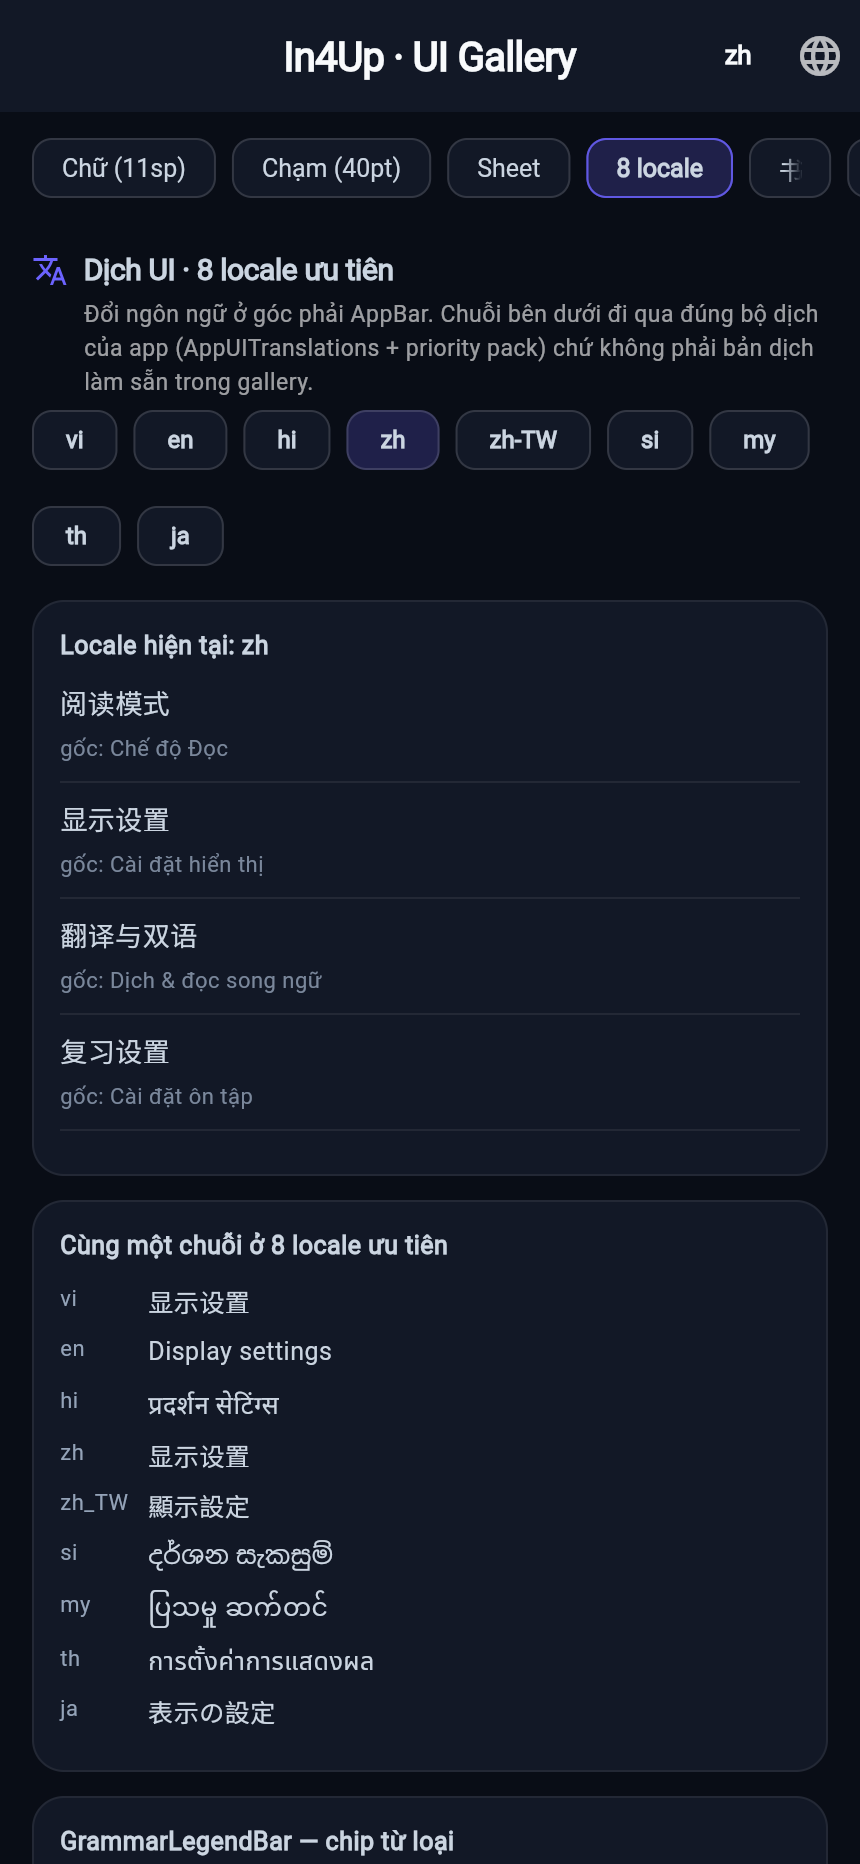 In4Up · UI Gallery
zh
Chữ (11sp)
Chạm (40pt)
Sheet
8 locale
Dịch UI · 8 locale ưu tiên
Đổi ngôn ngữ ở góc phải AppBar. Chuỗi bên dưới đi qua đúng bộ dịch
của app (AppUITranslations + priority pack) chứ không phải bản dịch
làm sẵn trong gallery.
vi
en
hi
zh
zh-TW
si
my
th
ja
Locale hiện tại: zh
阅读模式
gốc: Chế độ Đọc
显示设置
gốc: Cài đặt hiển thị
翻译与双语
gốc: Dịch & đọc song ngữ
复习设置
gốc: Cài đặt ôn tập
Cùng một chuỗi ở 8 locale ưu tiên
vi 显示设置
en Display settings
hi प्रदर्शन सेटिंग्स
zh 显示设置
zh_TW 顯示設定
si දර්ශන සැකසුම්
my ပြသမှု ဆက်တင်
th การตั้งค่าการแสดงผล
ja 表示の設定
GrammarLegendBar — chip từ loại